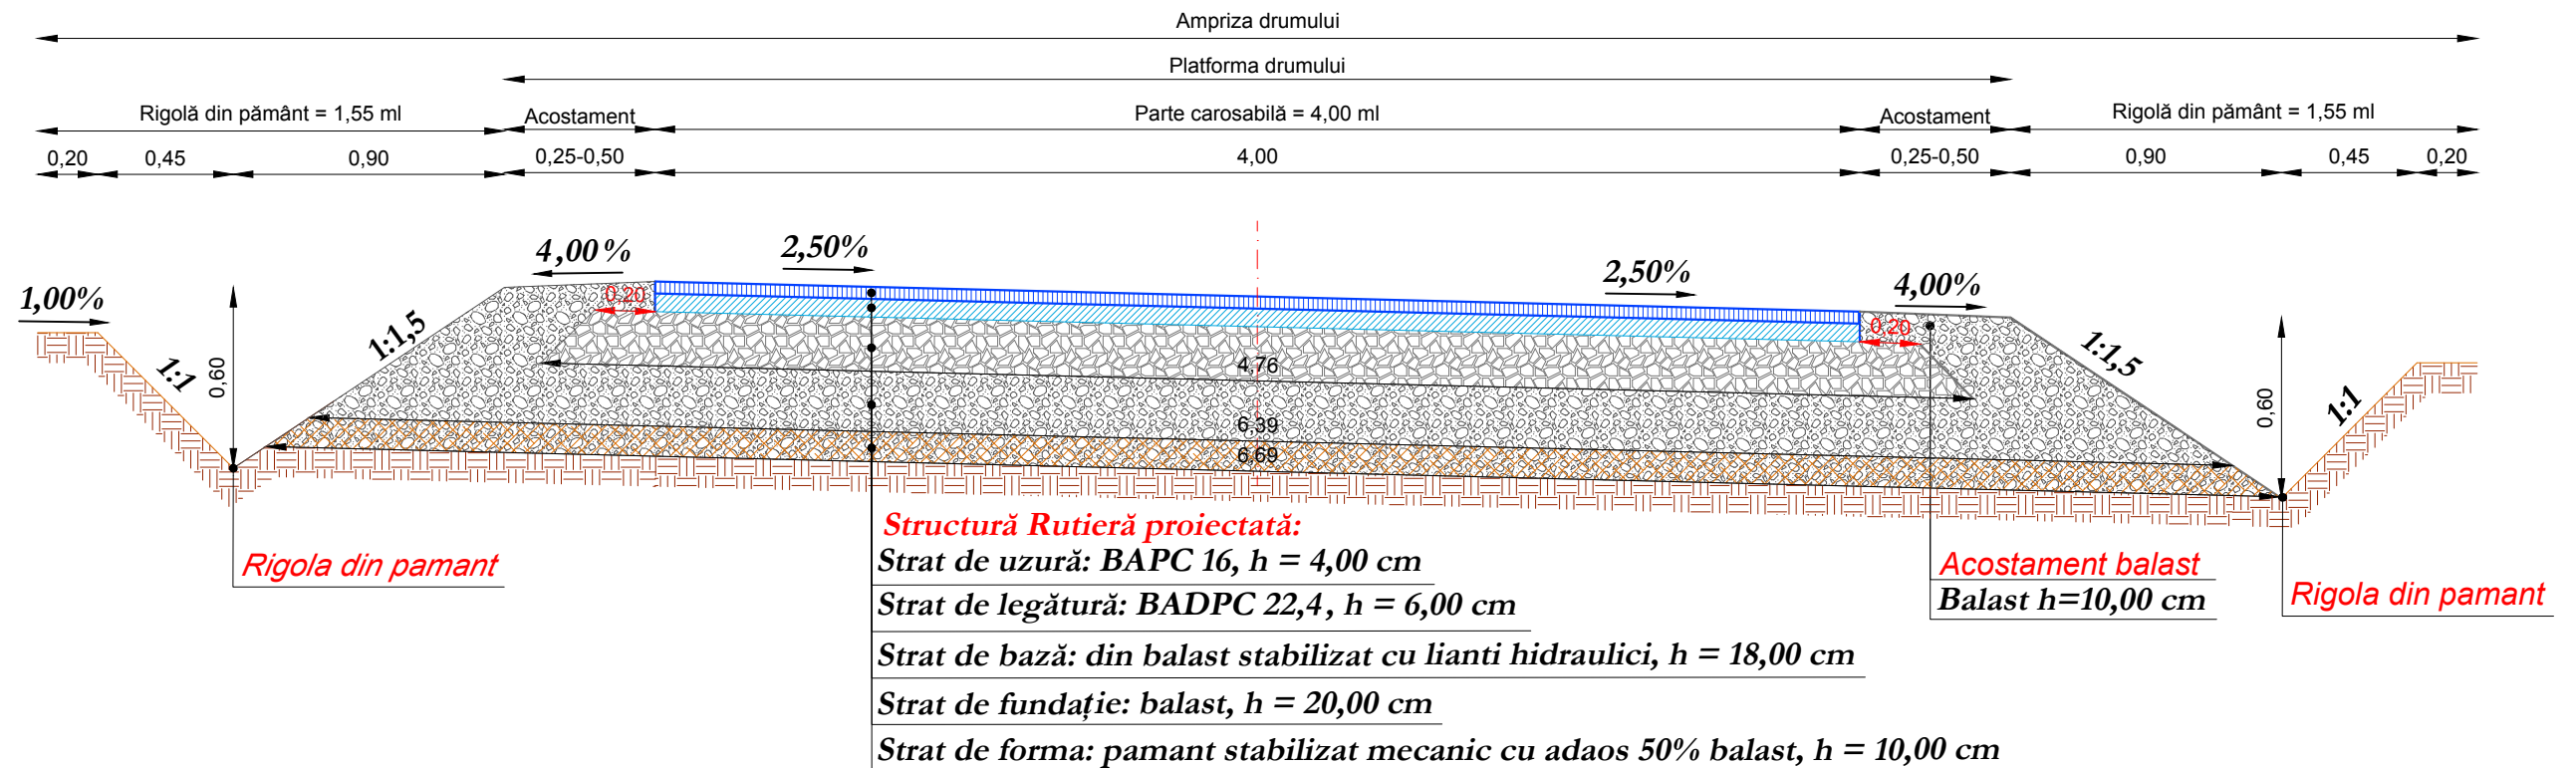 Ampriza drumului
Platforma drumului
Rigolă din pământ = 1,55 ml
Acostament
Parte carosabilă = 4,00 ml
Acostament
Rigolă din pământ = 1,55 ml
0,20
0,45
0,90
0,25-0,50
4,00
0,25-0,50
0,90
0,45
0,20
4,00%
2,50%
2,50%
4,00%
1,00%
0,20
0,20
1:1
0,60
1:1,5
1:1,5
0,60
1:1
4,76
6,39
6,69
Structură Rutieră proiectată:
Strat de uzură: BAPC 16, h = 4,00 cm
Strat de legătură: BADPC 22,4, h = 6,00 cm
Strat de bază: din balast stabilizat cu lianti hidraulici, h = 18,00 cm
Strat de fundație: balast, h = 20,00 cm
Strat de forma: pamant stabilizat mecanic cu adaos 50% balast, h = 10,00 cm
Rigola din pamant
Acostament balast
Balast h=10,00 cm
Rigola din pamant